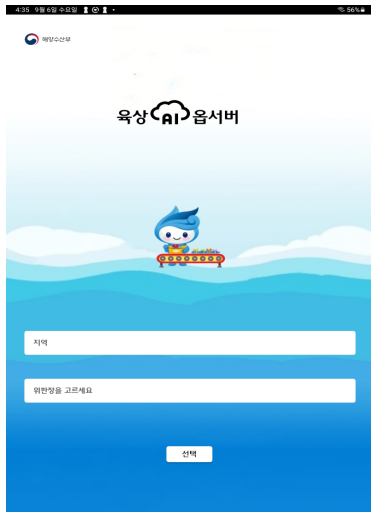 4:35 9월 6일 수요일
56%
해양수산부
육상 AI 옵서버
지역
위판장을 고르세요
선택